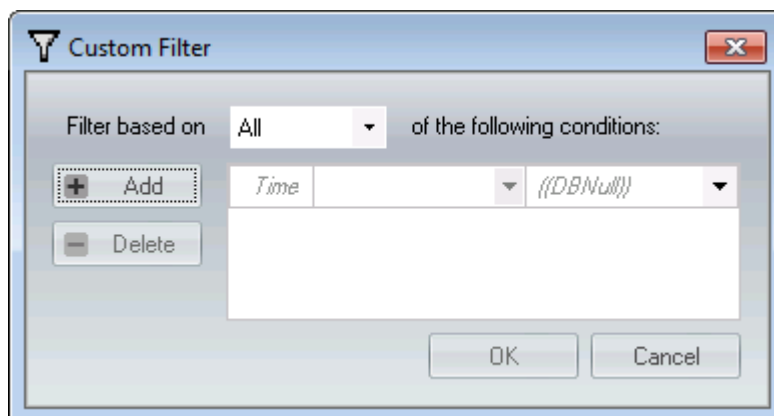 Custom Filter
Filter based on All of the following conditions:
Add Time ((DBNull))
Delete
OK Cancel